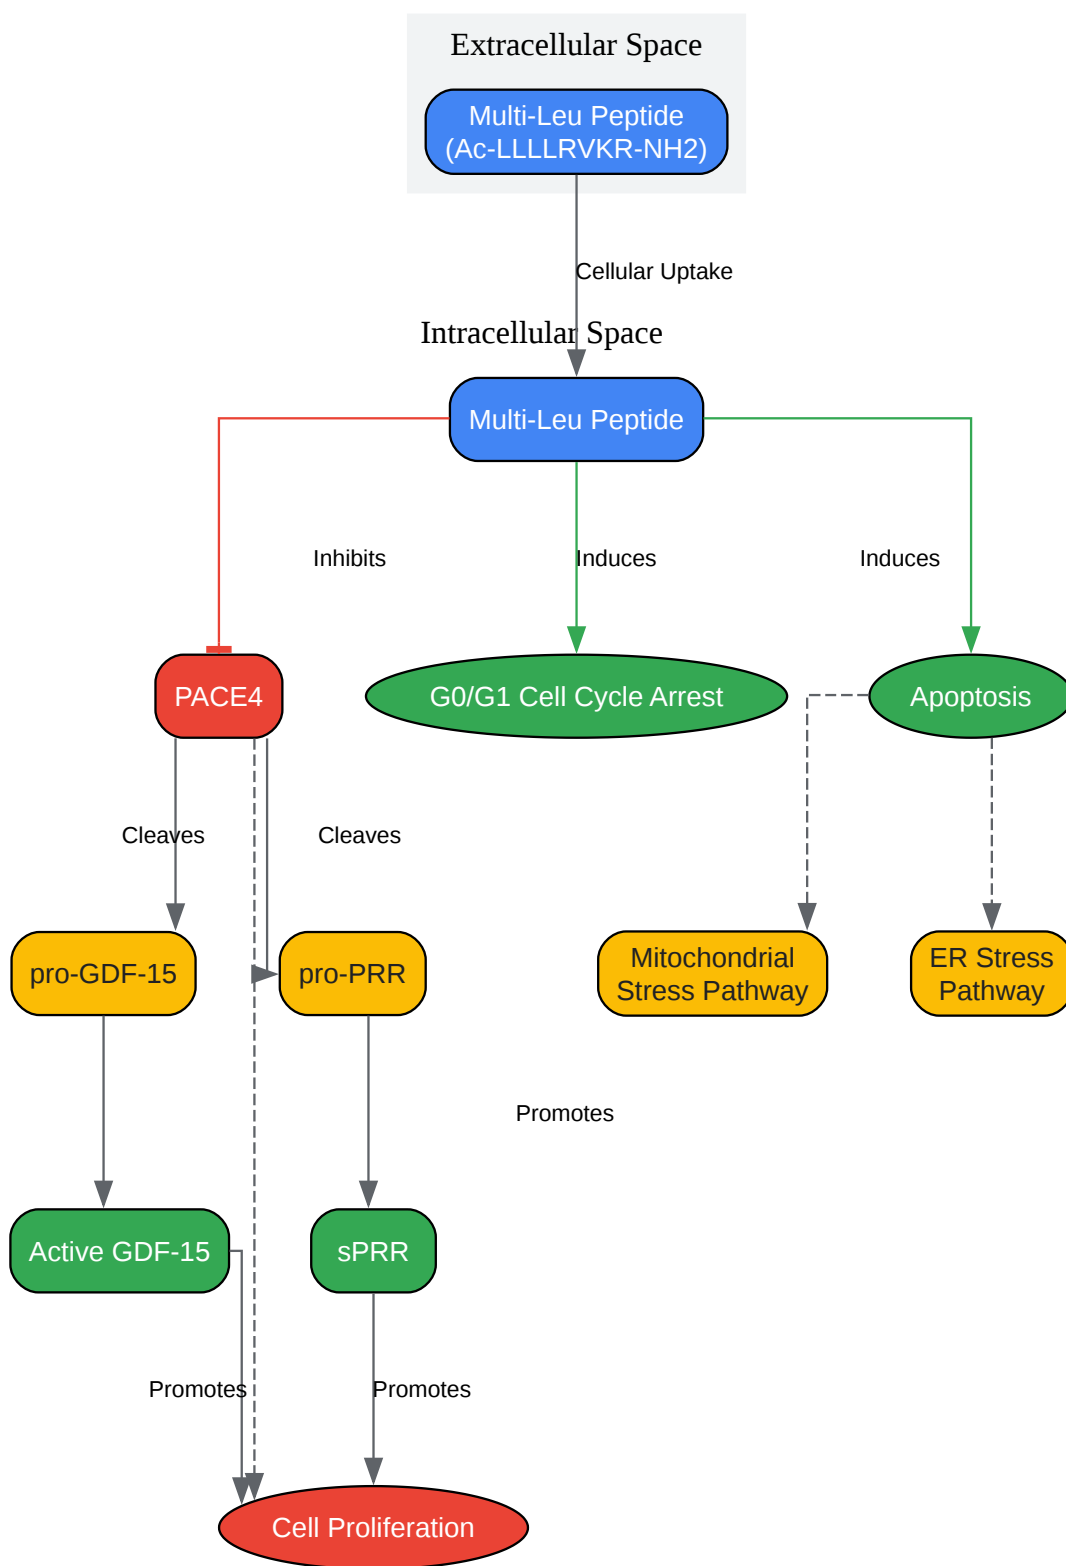 Extracellular Space
Multi-Leu Peptide
(Ac-LLLLRVKR-NH2)
Cellular Uptake
Intracellular Space
Multi-Leu Peptide
Inhibits
Induces
Induces
PACE4
G0/G1 Cell Cycle Arrest
Apoptosis
Cleaves
Cleaves
pro-GDF-15
pro-PRR
Mitochondrial
Stress Pathway
ER Stress
Pathway
Promotes
Active GDF-15
sPRR
Promotes
Promotes
Cell Proliferation